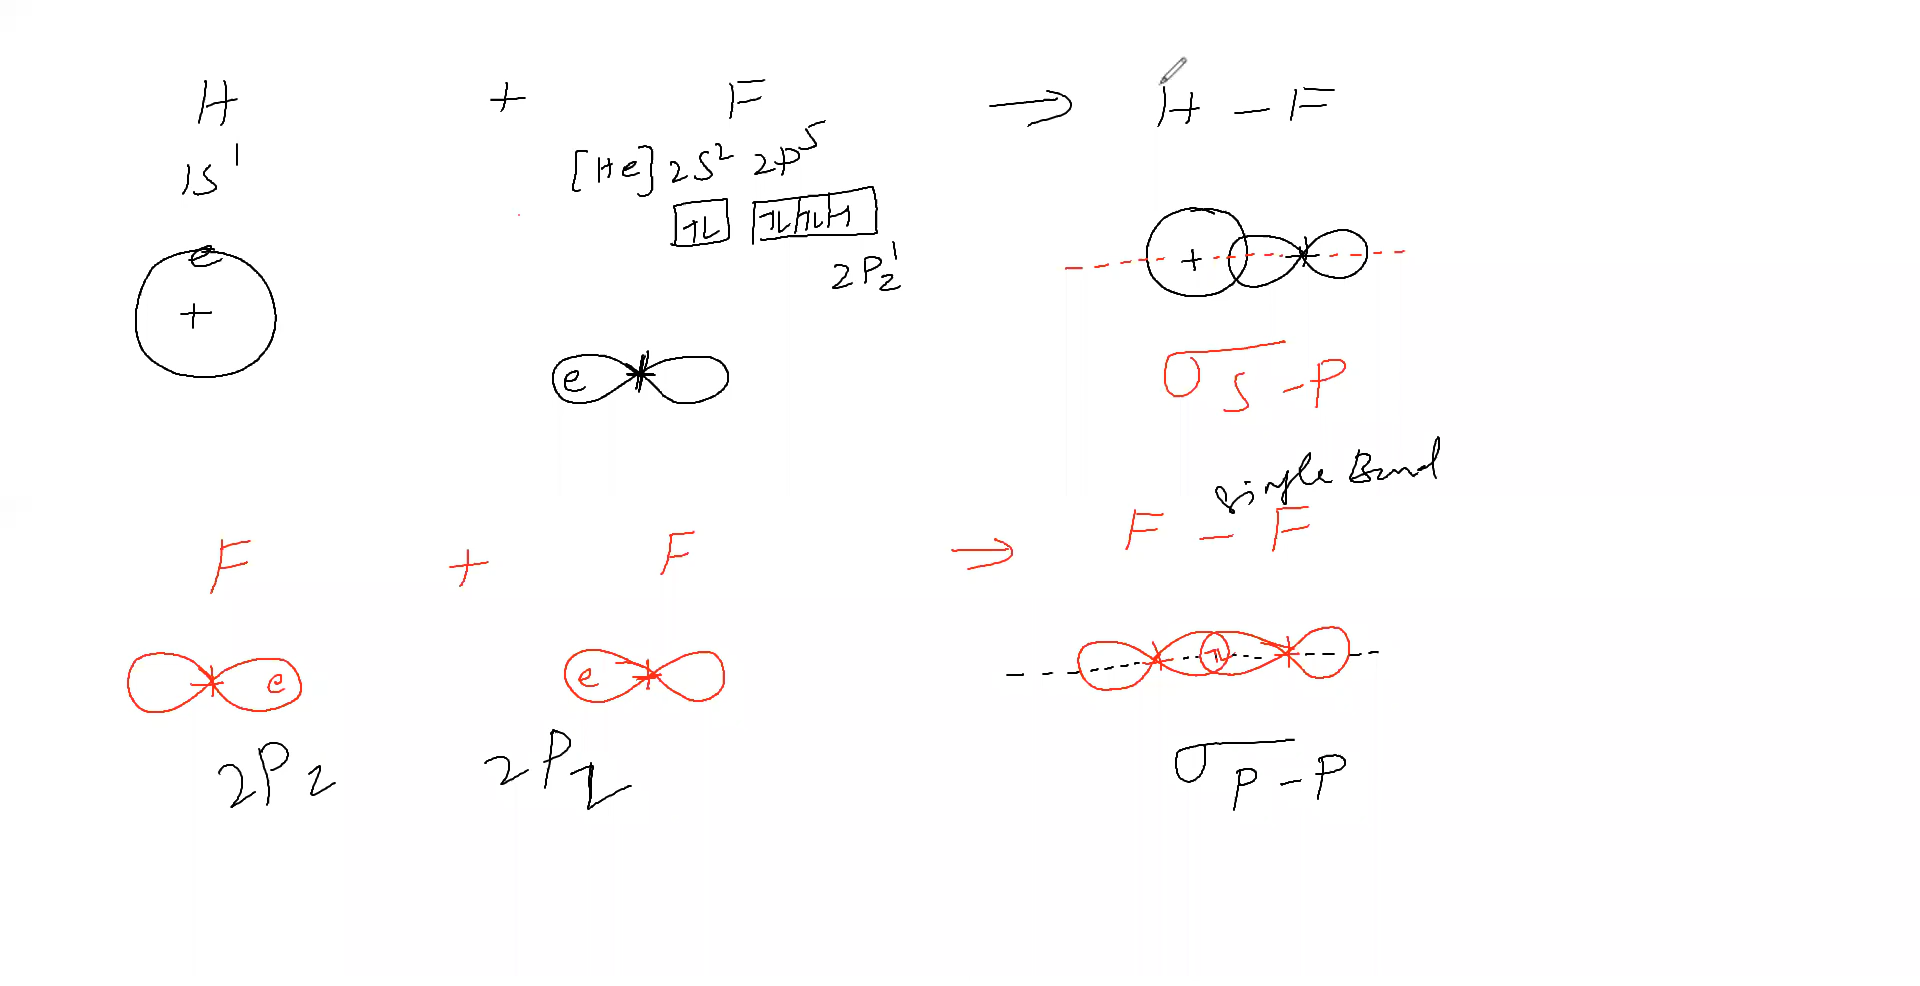 H + F → H – F
1s¹ [He] 2s² 2p⁵
2P_z¹
e
+ +
e
σ s – p
single Bond
F + F → F – F
e e
2P_z 2P_z σ p – p